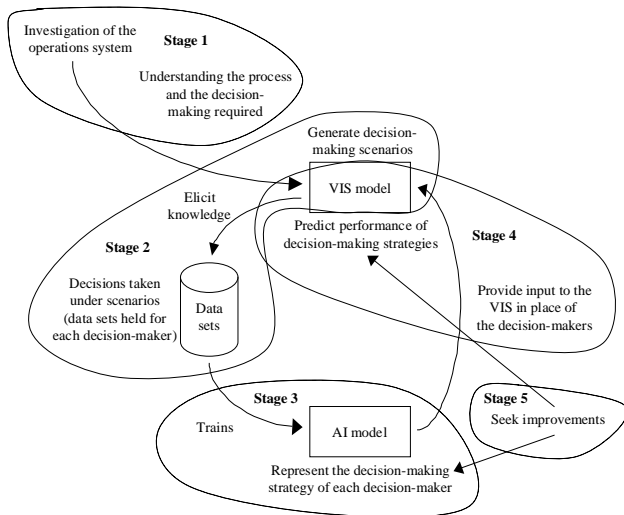 Investigation of the
operations system
Stage 1
Understanding the process
and the decision-
making required
Generate decision-
making scenarios
VIS model
Elicit
knowledge
Predict performance of
decision-making strategies
Stage 2
Stage 4
Decisions taken
under scenarios
(data sets held for
each decision-maker)
Data
sets
Provide input to the
VIS in place of
the decision-makers
Stage 3
Trains
AI model
Represent the decision-making
strategy of each decision-maker
Stage 5
Seek improvements